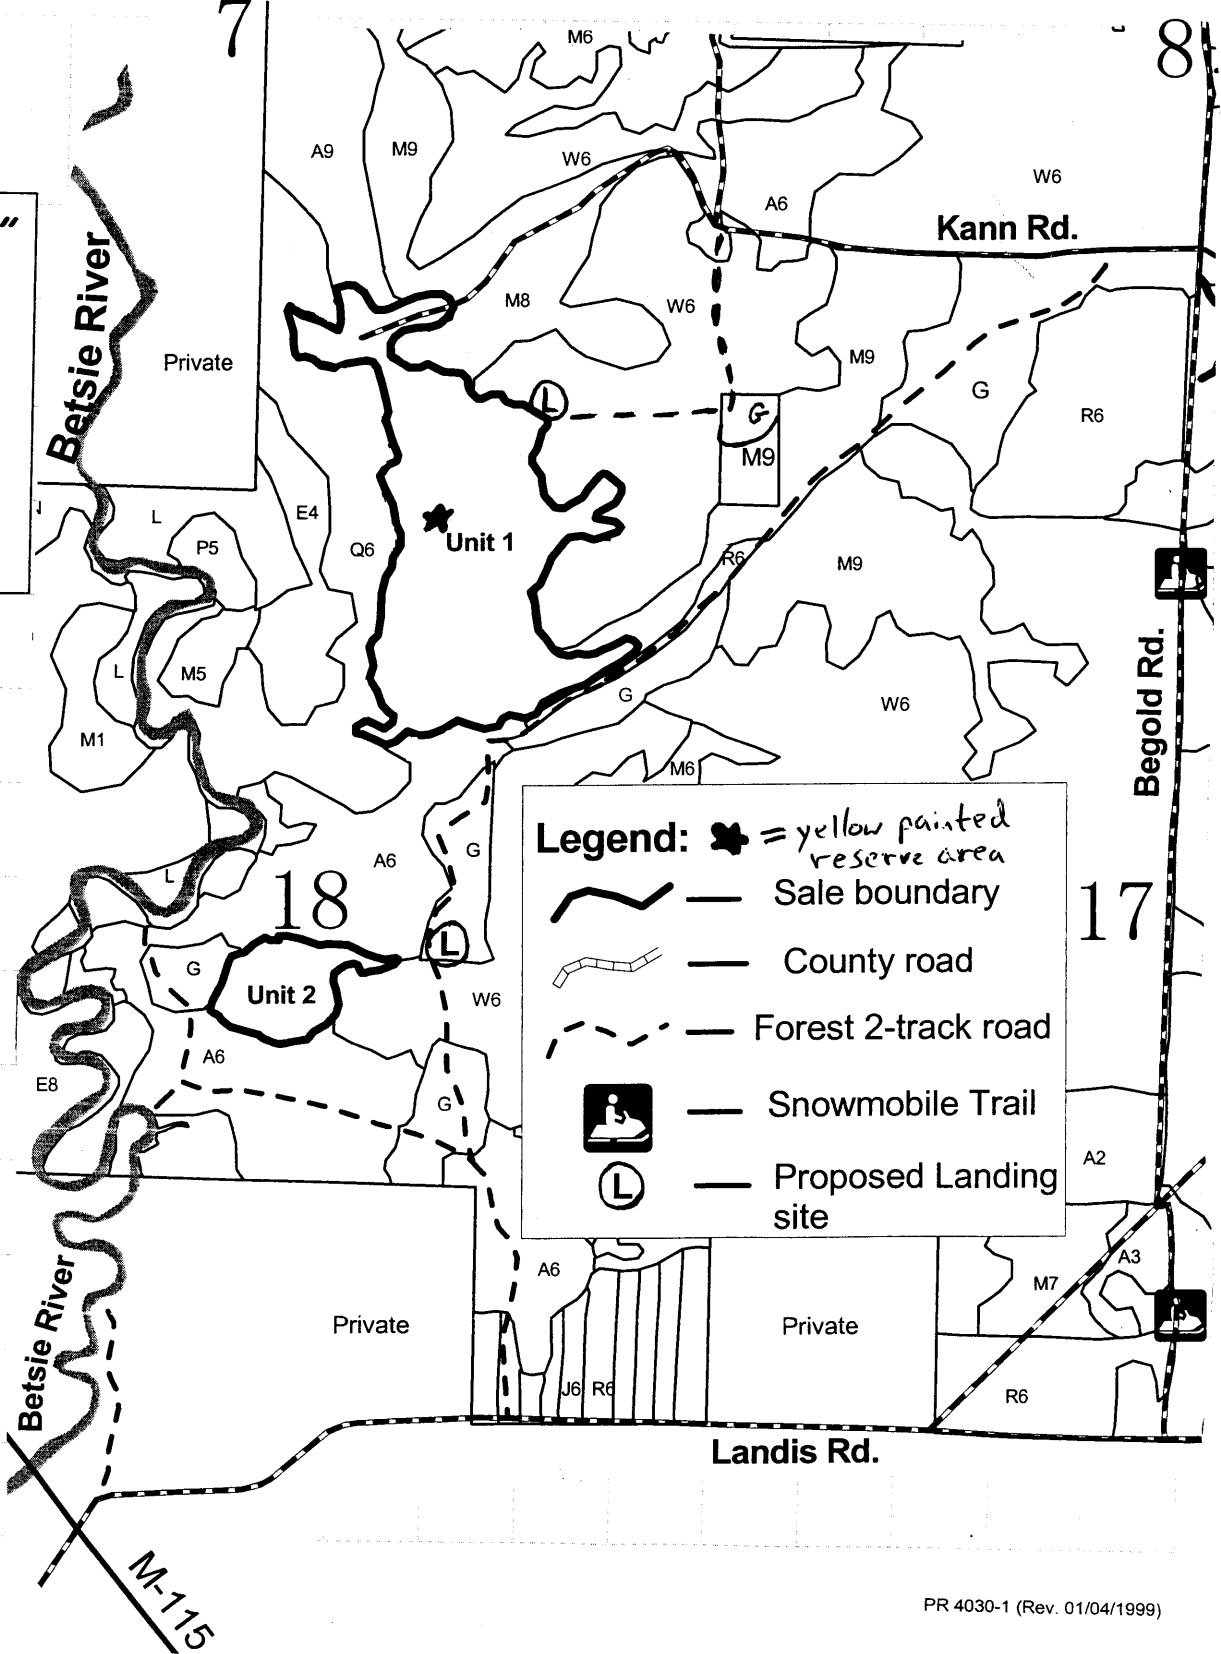 7
8
M6
A9
M9
W6
W6
A6
Kann Rd.
"
Betsie River
M8
W6
Private
M9
G
R6
L
G
M9
E4
L
Unit 1
Q6
P5
R6
M9
L
M5
G
W6
M1
M6
Begold Rd.
Legend: = yellow painted
reserve area
Sale boundary
County road
Forest 2-track road
Snowmobile Trail
L Proposed Landing
site
A6
G
L
18
17
L
G
Unit 2
W6
A6
E8
G
A2
A6
A3
M7
Private
Private
J6
R6
R6
Betsie River
Landis Rd.
M-115
PR 4030-1 (Rev. 01/04/1999)